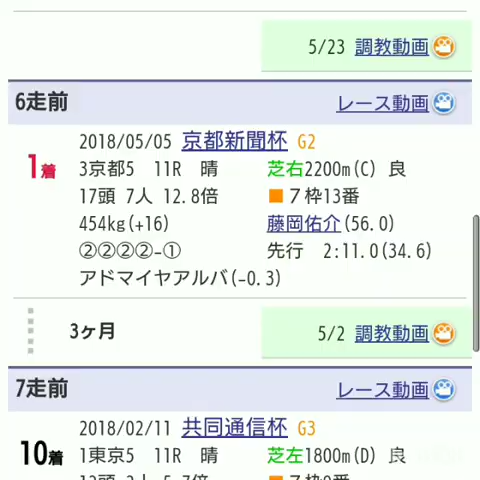 5/23 調教動画
6走前 レース動画
2018/05/05 京都新聞杯 G2
1着 3京都5 11R 晴 芝右2200m(C) 良
17頭 7人 12.8倍 7枠13番
454kg(+16) 藤岡佑介(56.0)
②②②②-① 先行 2:11.0(34.6)
アドマイヤアルバ(-0.3)
3ヶ月 5/2 調教動画
7走前 レース動画
2018/02/11 共同通信杯 G3
10着 1東京5 11R 晴 芝左1800m(D) 良